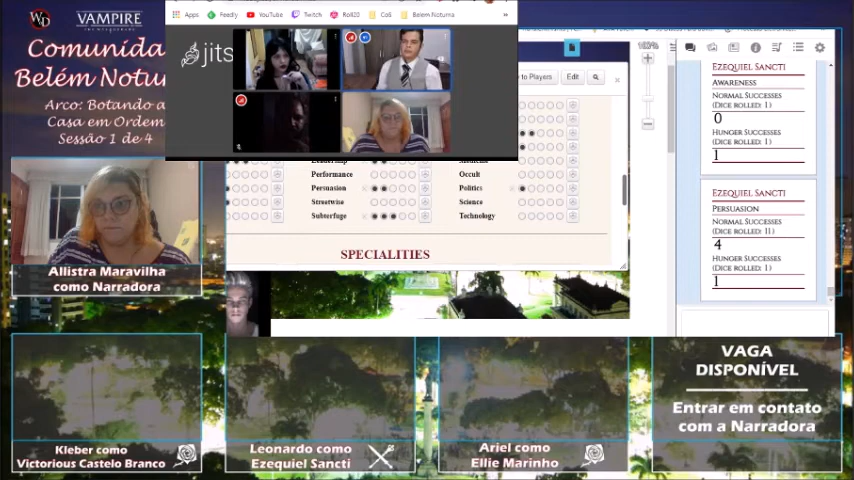 VAMPIRE
Comunida
Belém Notu
Arco: Botando a
Casa em Ordem
Sessão 1 de 4
Apps
Feedly
YouTube
Twitch
Roll20
CoS
Belem Noturna
»
jits
to Players
Edit
Performance
Persuasion
Streetwise
Subterfuge
Occult
Politics
Science
Technology
SPECIALITIES
EZEQUIEL SANCTI
AWARENESS
NORMAL SUCCESSES
(DICE ROLLED: 1)
0
HUNGER SUCCESSES
(DICE ROLLED: 1)
1
EZEQUIEL SANCTI
PERSUASION
NORMAL SUCCESSES
(DICE ROLLED: 11)
4
HUNGER SUCCESSES
(DICE ROLLED: 1)
1
Allistra Maravilha
como Narradora
Kleber como
Victorious Castelo Branco
Leonardo como
Ezequiel Sancti
Ariel como
Ellie Marinho
VAGA
DISPONÍVEL
Entrar em contato
com a Narradora